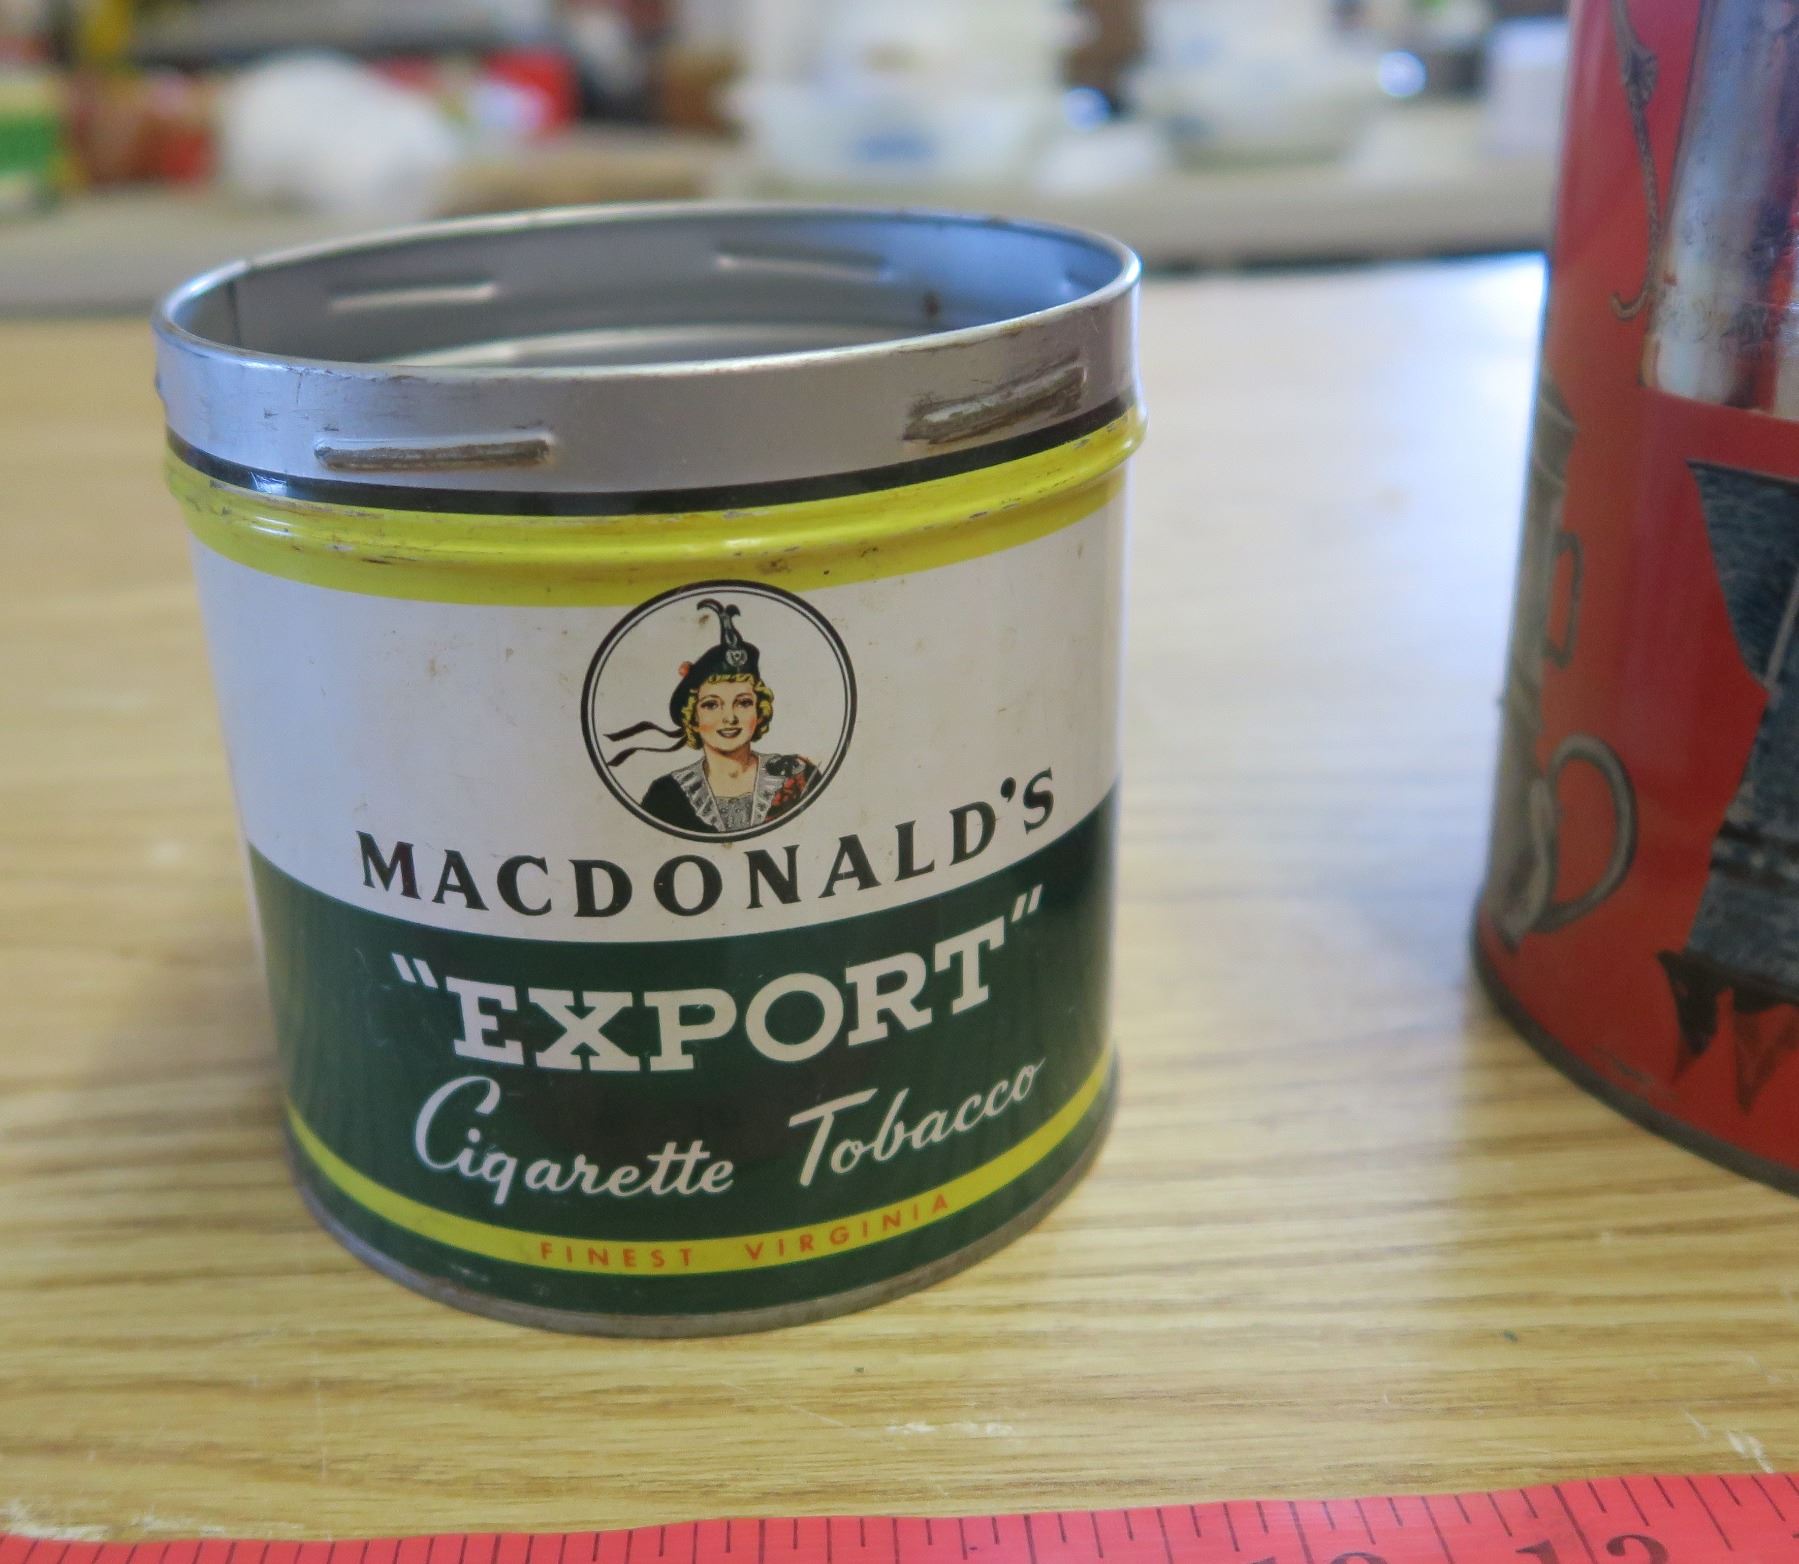 MACDONALD'S
"EXPORT"
Cigarette Tobacco
FINEST VIRGINIA